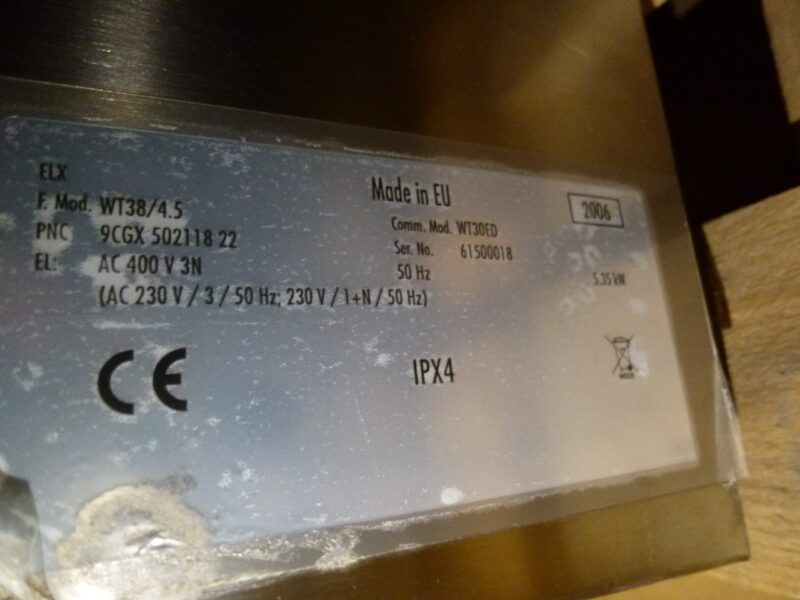 ELX
F. Mod. WT38/4.5
PNC 9CGX 502118 22
EL: AC 400 V 3N
(AC 230 V / 3 / 50 Hz; 230 V / 1+N / 50 Hz)
Made in EU
Comm. Mod. WT30ED
Ser. No. 61500018
50 Hz
2006
5.35 kW
CE
IPX4